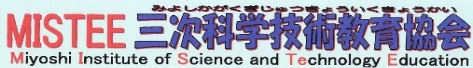 みよしかがくぎじゅつきょういくきょうかい
MISTEE 三次科学技術教育協会
Miyoshi Institute of Science and Technology Education